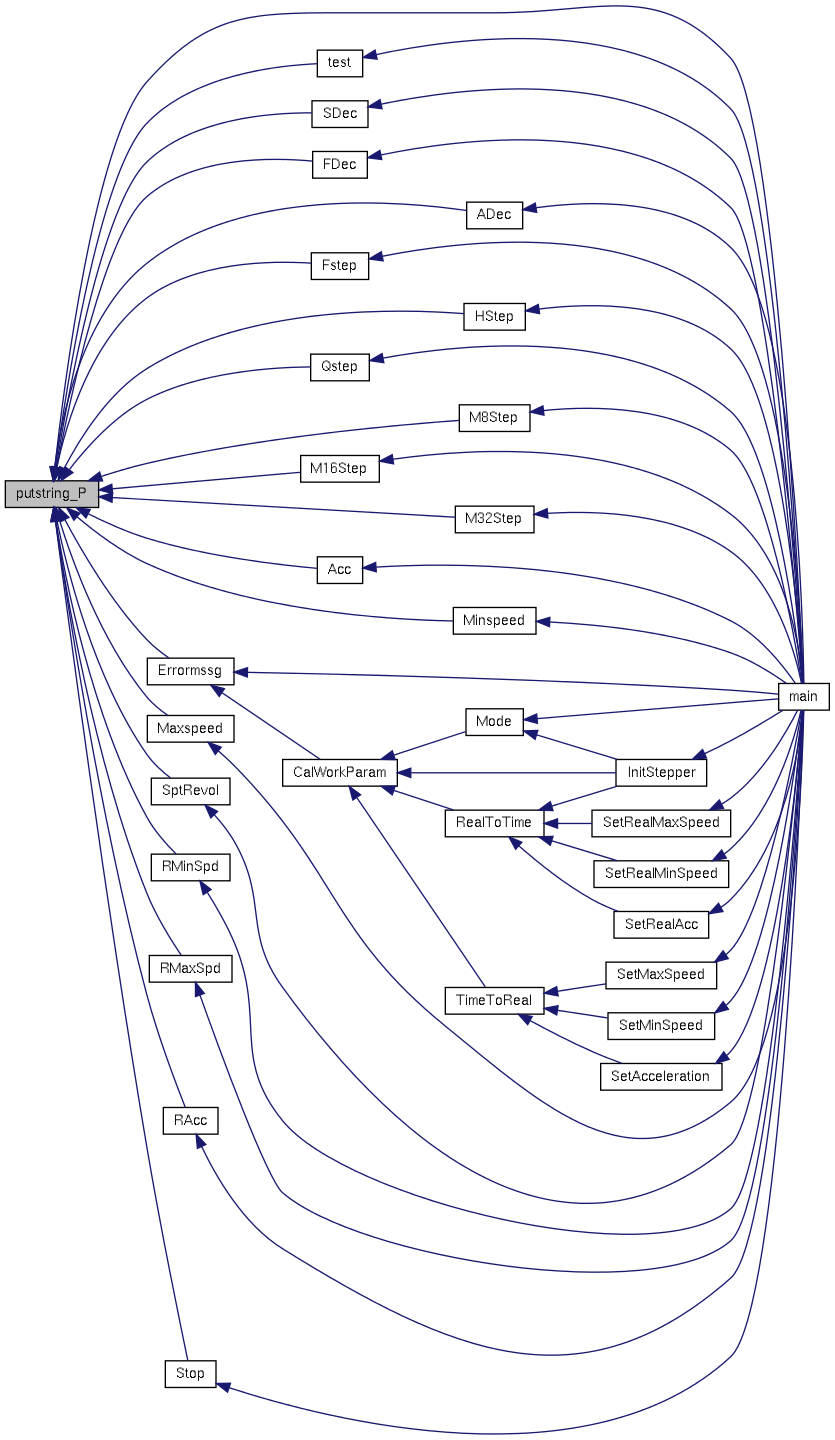 test
SDec
FDec
ADec
Fstep
HStep
Qstep
M8Step
M16Step
putstring_P
M32Step
Acc
Minspeed
Errormssg
main
Mode
Maxspeed
CalWorkParam
InitStepper
SptRevol
RealToTime
SetRealMaxSpeed
RMinSpd
SetRealMinSpeed
SetRealAcc
RMaxSpd
SetMaxSpeed
TimeToReal
SetMinSpeed
SetAcceleration
RAcc
Stop